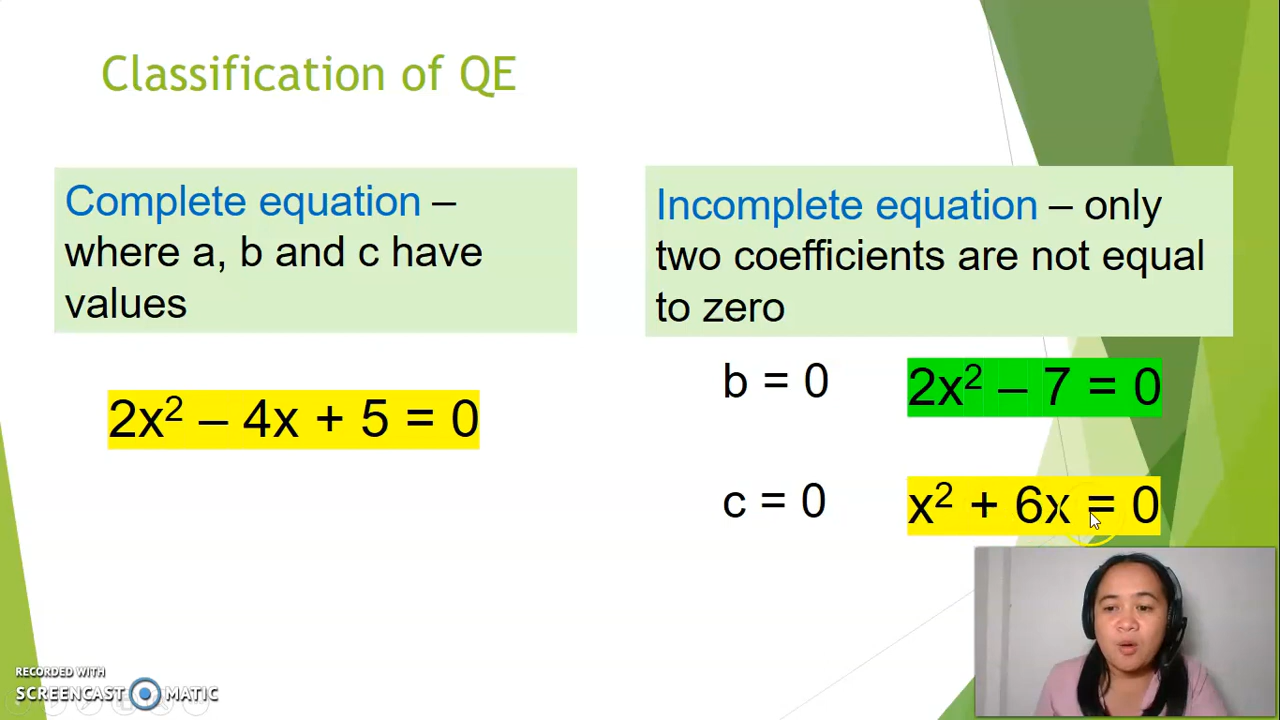 Classification of QE
Complete equation –
where a, b and c have
values
2x² – 4x + 5 = 0
Incomplete equation – only
two coefficients are not equal
to zero
b = 0
2x² – 7 = 0
c = 0
x² + 6x = 0
RECORDED WITH
SCREENCAST MATIC